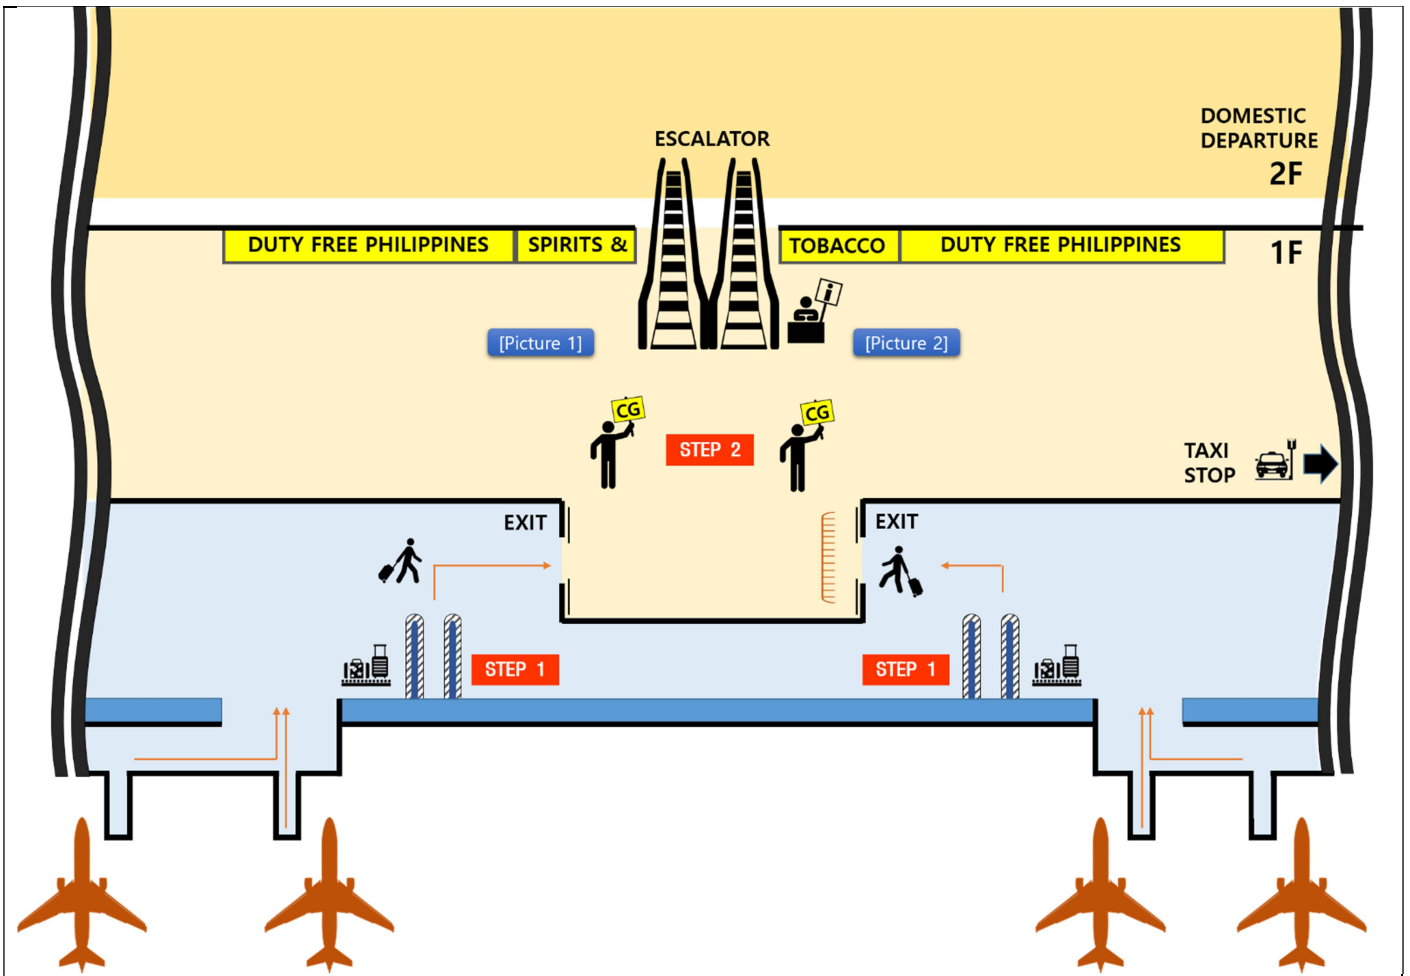 DOMESTIC
DEPARTURE
2F
ESCALATOR
DUTY FREE PHILIPPINES
SPIRITS &
TOBACCO
DUTY FREE PHILIPPINES
1F
i
[Picture 1]
[Picture 2]
CG
CG
STEP 2
TAXI
STOP
EXIT
EXIT
STEP 1
STEP 1